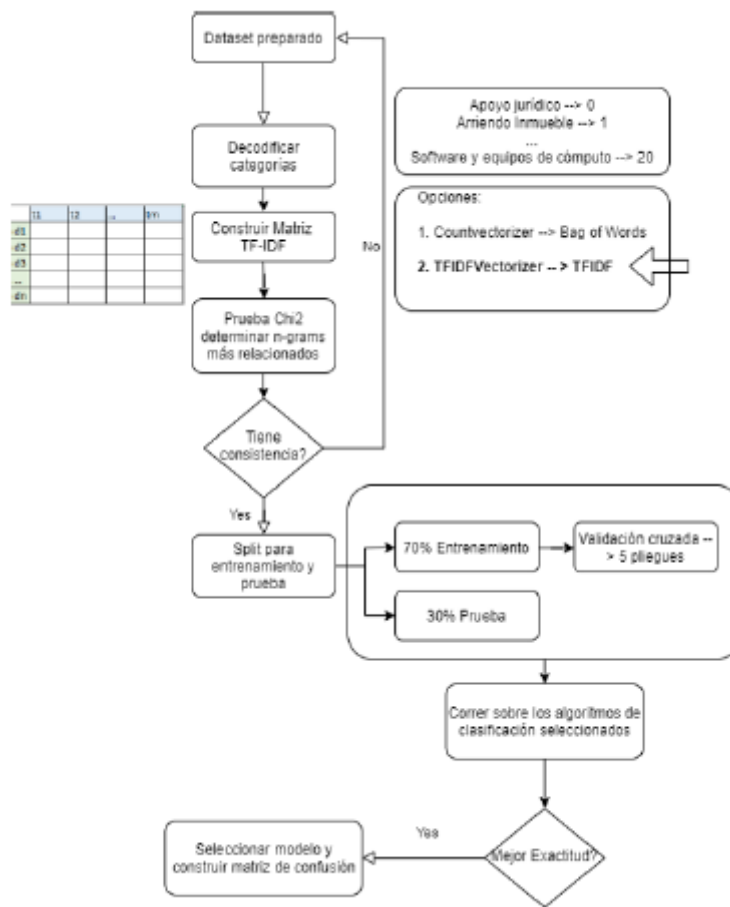 Dataset preparado
Decodificar
categorías
Apoyo jurídico --> 0
Arriendo Inmueble --> 1
...
Software y equipos de cómputo --> 20
t1 t2 ... tm
d1
d2
d3
...
dn
Construir Matriz
TF-IDF
No
Opciones:
1. Countvectorizer --> Bag of Words
2. TFIDFVectorizer --> TFIDF
Prueba Chi2
determinar n-grams
más relacionados
Tiene
consistencia?
Yes
Split para
entrenamiento y
prueba
70% Entrenamiento
Validación cruzada --
> 5 pliegues
30% Prueba
Correr sobre los algoritmos de
clasificación seleccionados
Mejor Exactitud?
Yes
Seleccionar modelo y
construir matriz de confusión